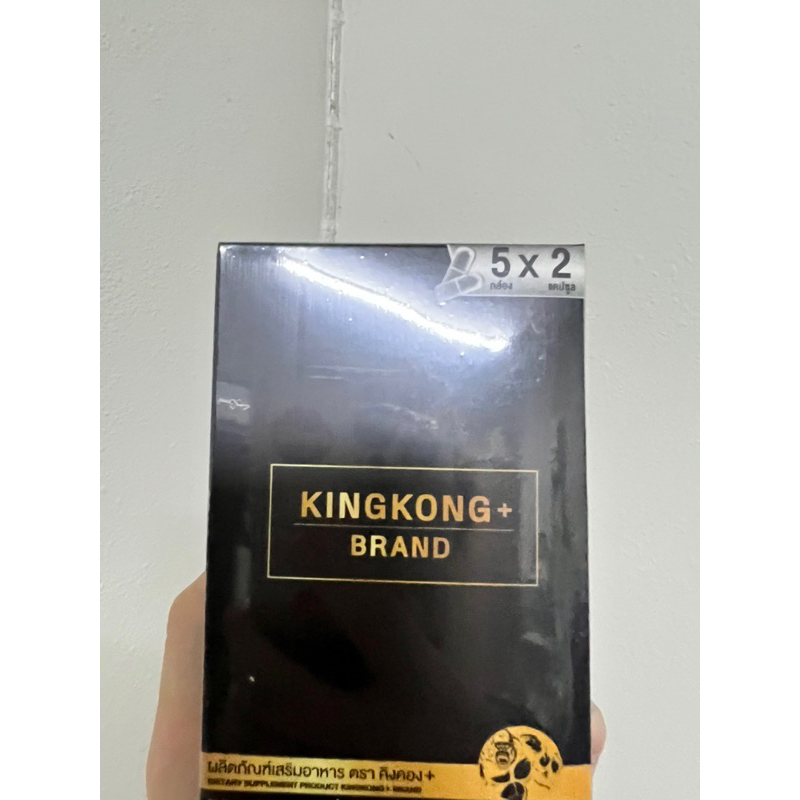 5 x 2
กล่อง แคปซูล
KINGKONG+
BRAND
ผลิตภัณฑ์เสริมอาหาร ตรา คิงคอง+
DIETARY SUPPLEMENT PRODUCT KINGKONG+ BRAND